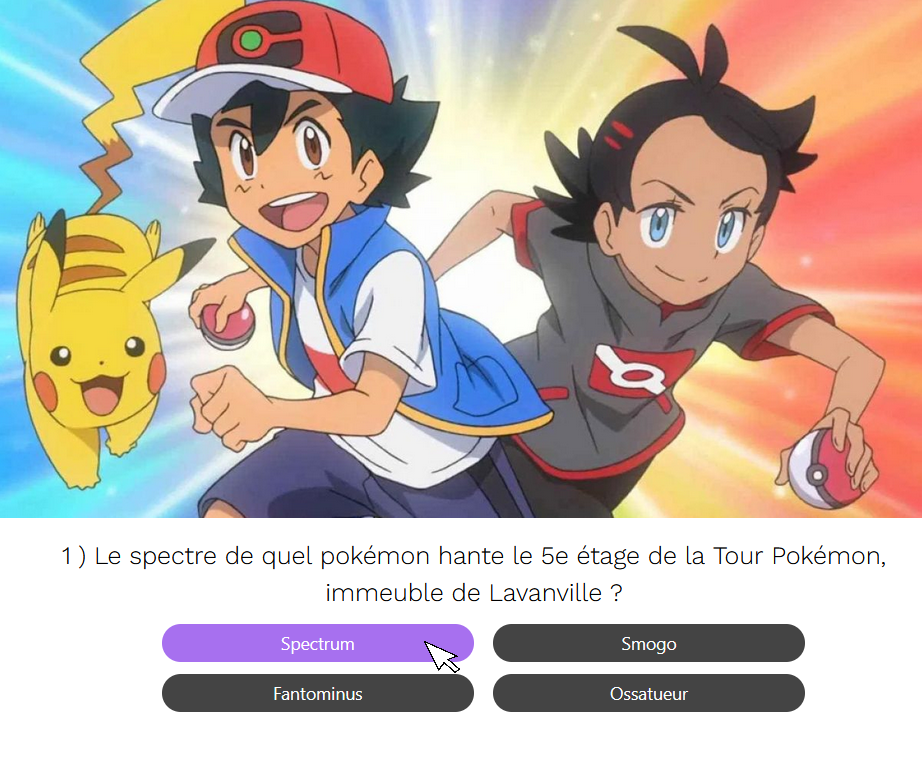 1 ) Le spectre de quel pokémon hante le 5e étage de la Tour Pokémon,
immeuble de Lavanville ?
Spectrum
Smogo
Fantominus
Ossatueur